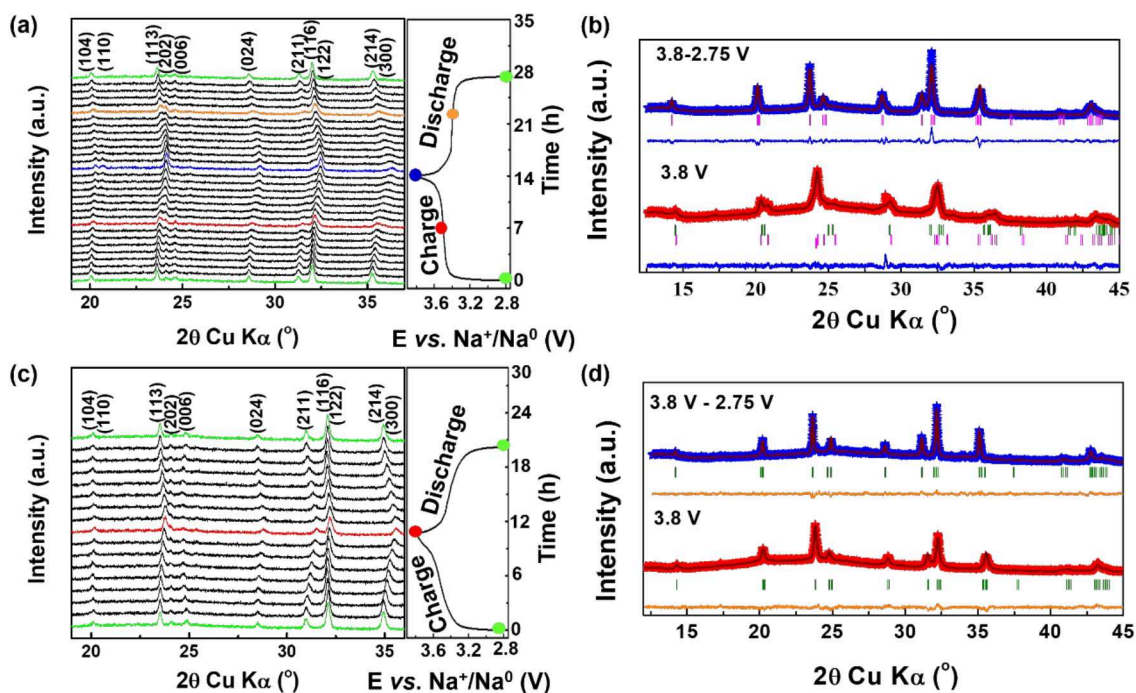 (a)
(104)
(110)
(113)
(202)
(006)
(024)
(211)
(116)
(122)
(214)
(300)
Intensity (a.u.)
20 25 30 35
2θ Cu Kα (°)
Discharge
Charge
3.6 3.2 2.8
E vs. Na⁺/Na⁰ (V)
35
28
21
14
7
0
Time (h)
(b)
3.8-2.75 V
3.8 V
Intensity (a.u.)
15 20 25 30 35 40 45
2θ Cu Kα (°)
(c)
(104)
(110)
(113)
(202)
(006)
(024)
(211)
(116)
(122)
(214)
(300)
Intensity (a.u.)
20 25 30 35
2θ Cu Kα (°)
Discharge
Charge
3.6 3.2 2.8
E vs. Na⁺/Na⁰ (V)
30
24
18
12
6
0
Time (h)
(d)
3.8 V - 2.75 V
3.8 V
Intensity (a.u.)
15 20 25 30 35 40 45
2θ Cu Kα (°)